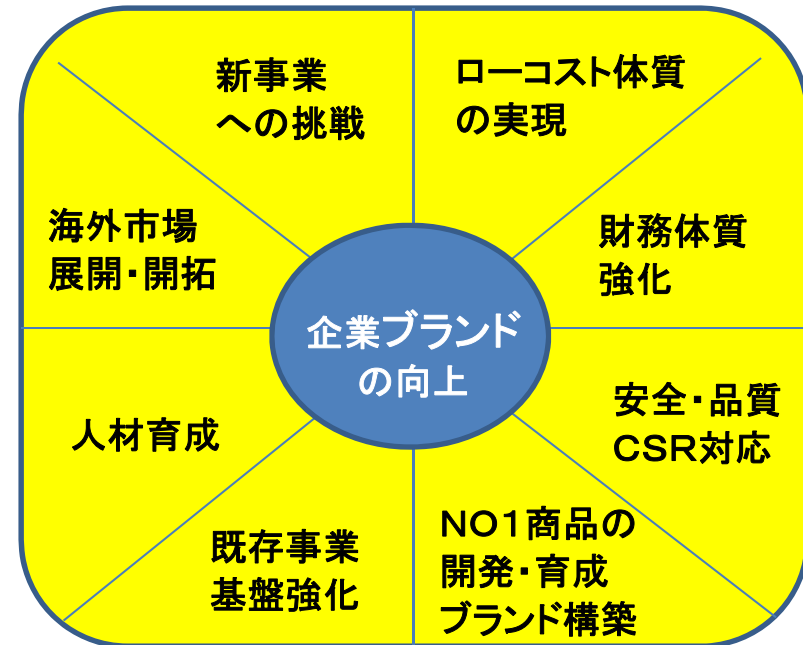 新事業
への挑戦
ローコスト体質
の実現
海外市場
展開・開拓
財務体質
強化
企業ブランド
の向上
人材育成
安全・品質
CSR対応
既存事業
基盤強化
NO1商品の
開発・育成
ブランド構築